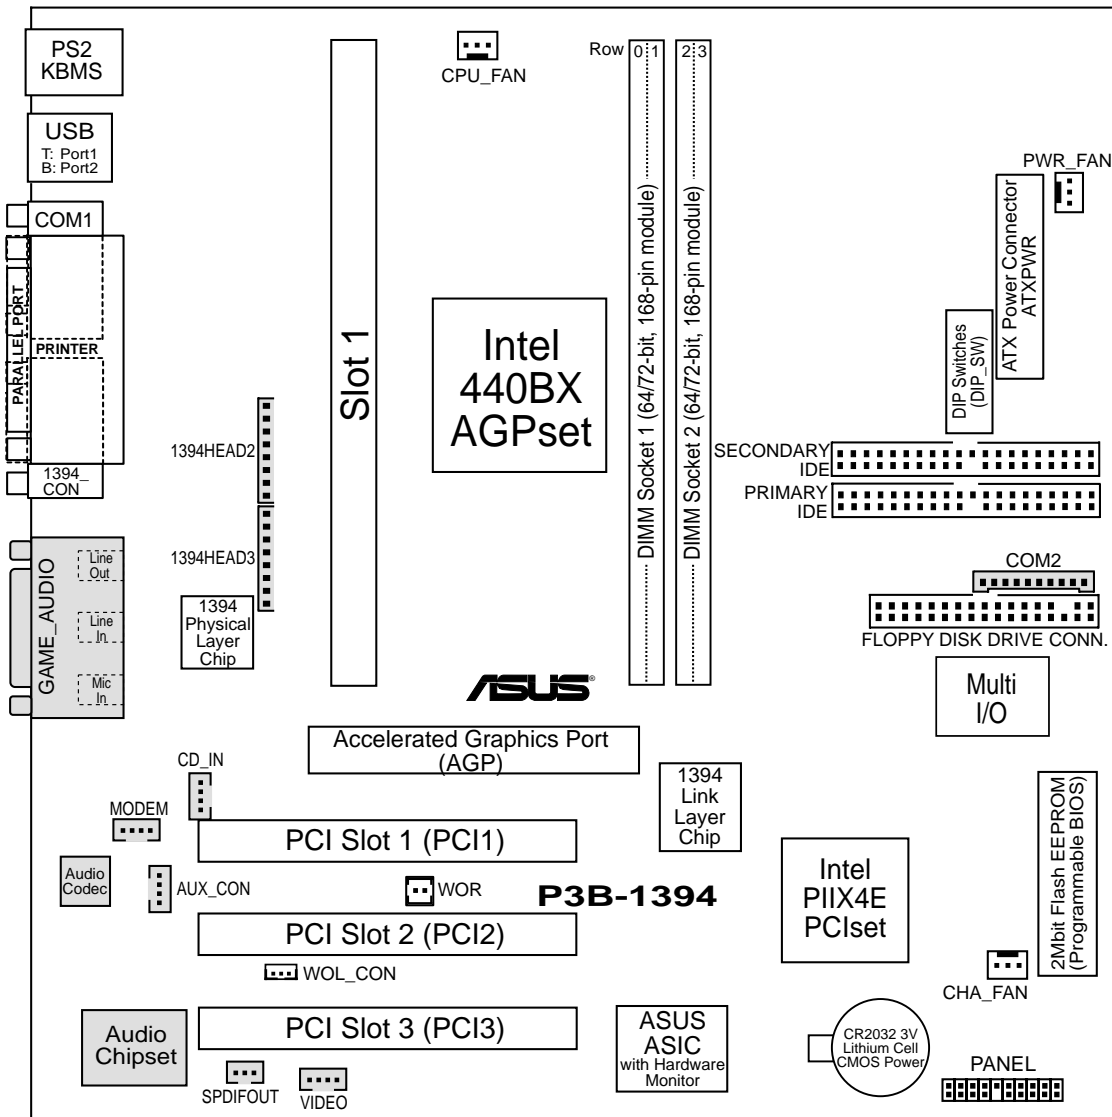 PS2
KBMS
CPU_FAN
Row 0 1 2 3
USB
T: Port1
B: Port2
PWR_FAN
COM1
PARALLEL PORT
PRINTER
1394_
CON
Slot 1
Intel
440BX
AGPset
DIMM Socket 1 (64/72-bit, 168-pin module)
DIMM Socket 2 (64/72-bit, 168-pin module)
ATX Power Connector
ATXPWR
DIP Switches
(DIP_SW)
1394HEAD2
SECONDARY
IDE
PRIMARY
IDE
1394HEAD3
COM2
FLOPPY DISK DRIVE CONN.
GAME_AUDIO
Line
Out
Line
In
Mic
In
1394
Physical
Layer
Chip
Multi
I/O
ASUS®
Accelerated Graphics Port
(AGP)
CD_IN
1394
Link
Layer
Chip
MODEM
PCI Slot 1 (PCI1)
Audio
Codec
AUX_CON
WOR
P3B-1394
Intel
PIIX4E
PCIset
2Mbit Flash EEPROM
(Programmable BIOS)
PCI Slot 2 (PCI2)
WOL_CON
CHA_FAN
Audio
Chipset
PCI Slot 3 (PCI3)
ASUS
ASIC
with Hardware
Monitor
CR2032 3V
Lithium Cell
CMOS Power
PANEL
SPDIFOUT
VIDEO